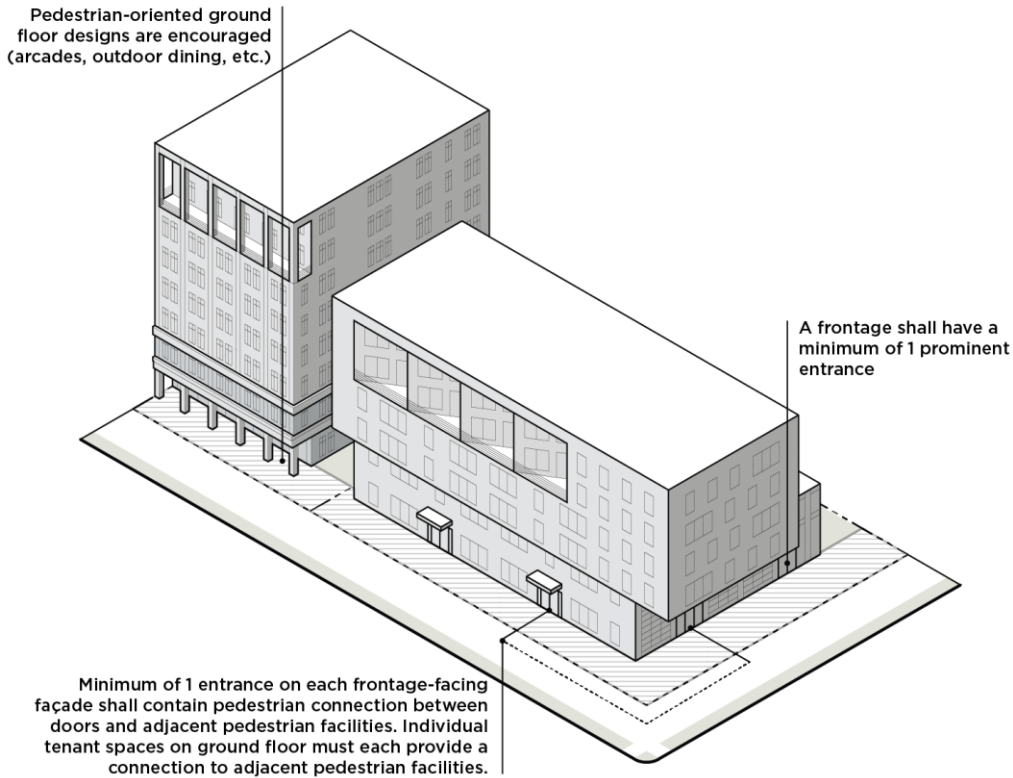 Pedestrian-oriented ground
floor designs are encouraged
(arcades, outdoor dining, etc.)
A frontage shall have a
minimum of 1 prominent
entrance
Minimum of 1 entrance on each frontage-facing
façade shall contain pedestrian connection between
doors and adjacent pedestrian facilities. Individual
tenant spaces on ground floor must each provide a
connection to adjacent pedestrian facilities.